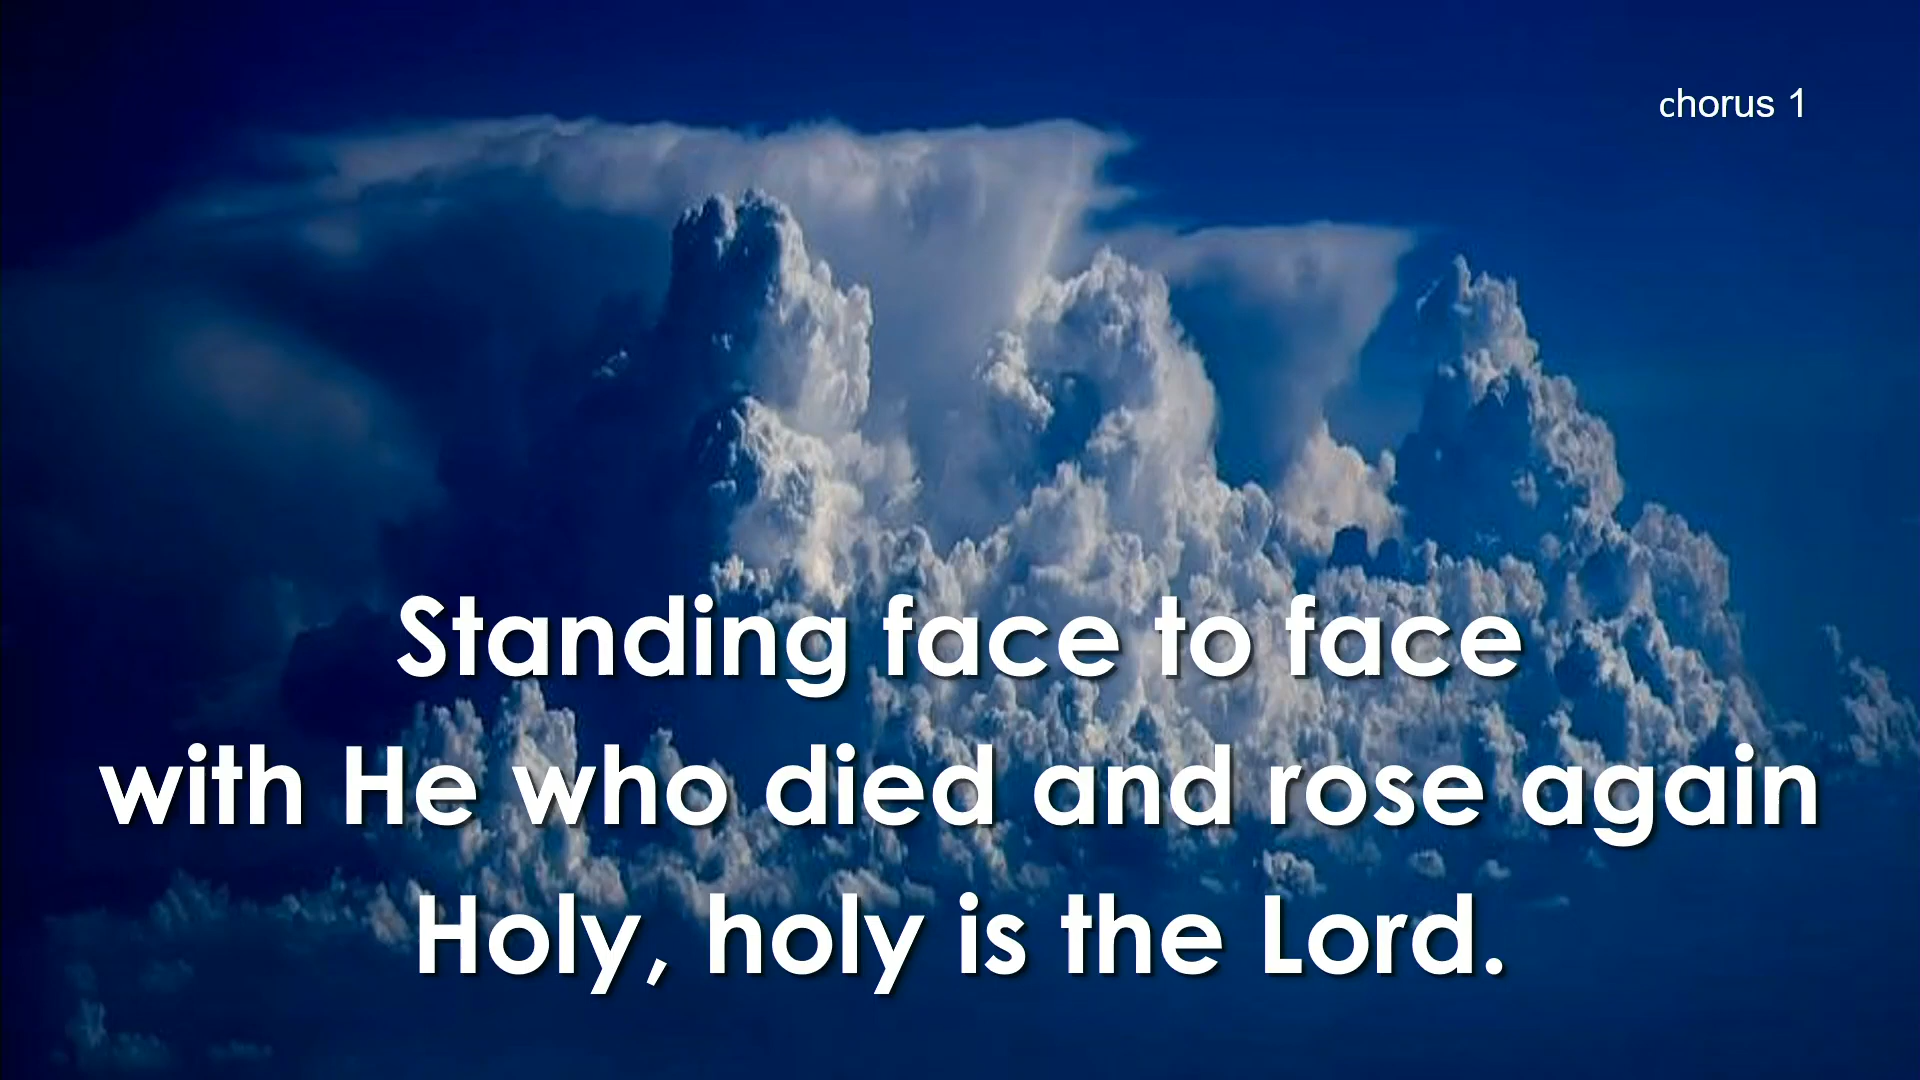 chorus 1
Standing face to face
with He who died and rose again
Holy, holy is the Lord.